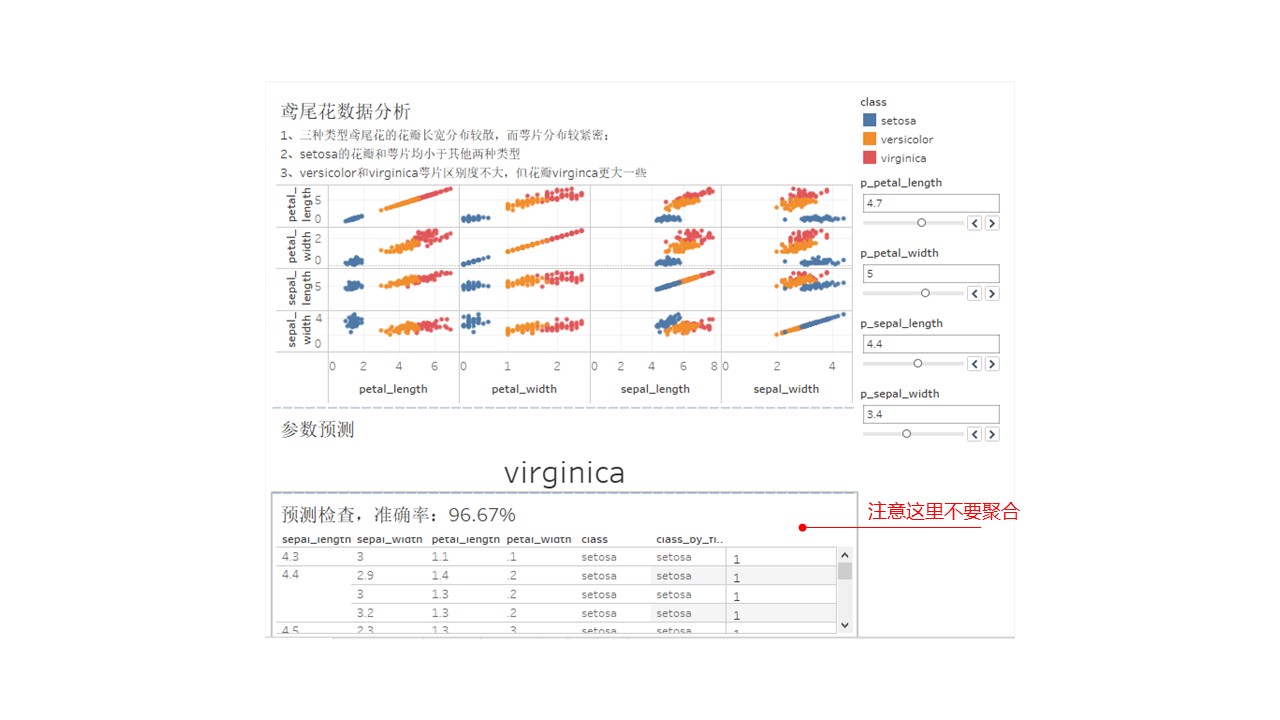 鸢尾花数据分析
1、三种类型鸢尾花的花瓣长宽分布较散，而萼片分布较紧密；
2、setosa的花瓣和萼片均小于其他两种类型
3、versicolor和virginica萼片区别度不大，但花瓣virginca更大一些
class
setosa
versicolor
virginica
p_petal_length
4.7
p_petal_width
5
p_sepal_length
4.4
p_sepal_width
3.4
petal_
length
5
0
petal_
width
2
0
sepal_
length
5
sepal_
width
4
0
0 2 4 6 0 1 2 0 2 4 6 8 0 2 4
petal_length petal_width sepal_length sepal_width
参数预测
virginica
预测检查，准确率：96.67%
注意这里不要聚合
sepal_length sepal_width petal_length petal_width class class_by_fl..
4.3 3 1.1 .1 setosa setosa 1
4.4 2.9 1.4 .2 setosa setosa 1
3 1.3 .2 setosa setosa 1
3.2 1.3 .2 setosa setosa 1
4.5 2.3 1.3 .3 setosa setosa 1